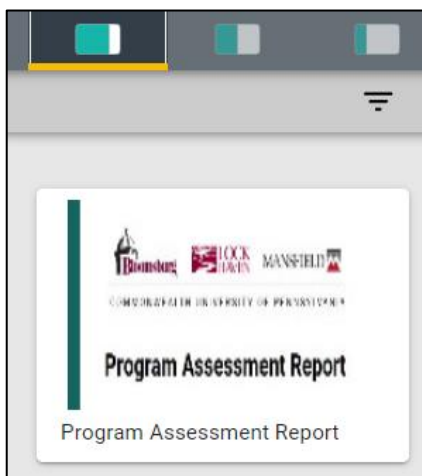 Bloomsburg LOCK HAVEN MANSFIELD
COMMONWEALTH UNIVERSITY OF PENNSYLVANIA
Program Assessment Report
Program Assessment Report